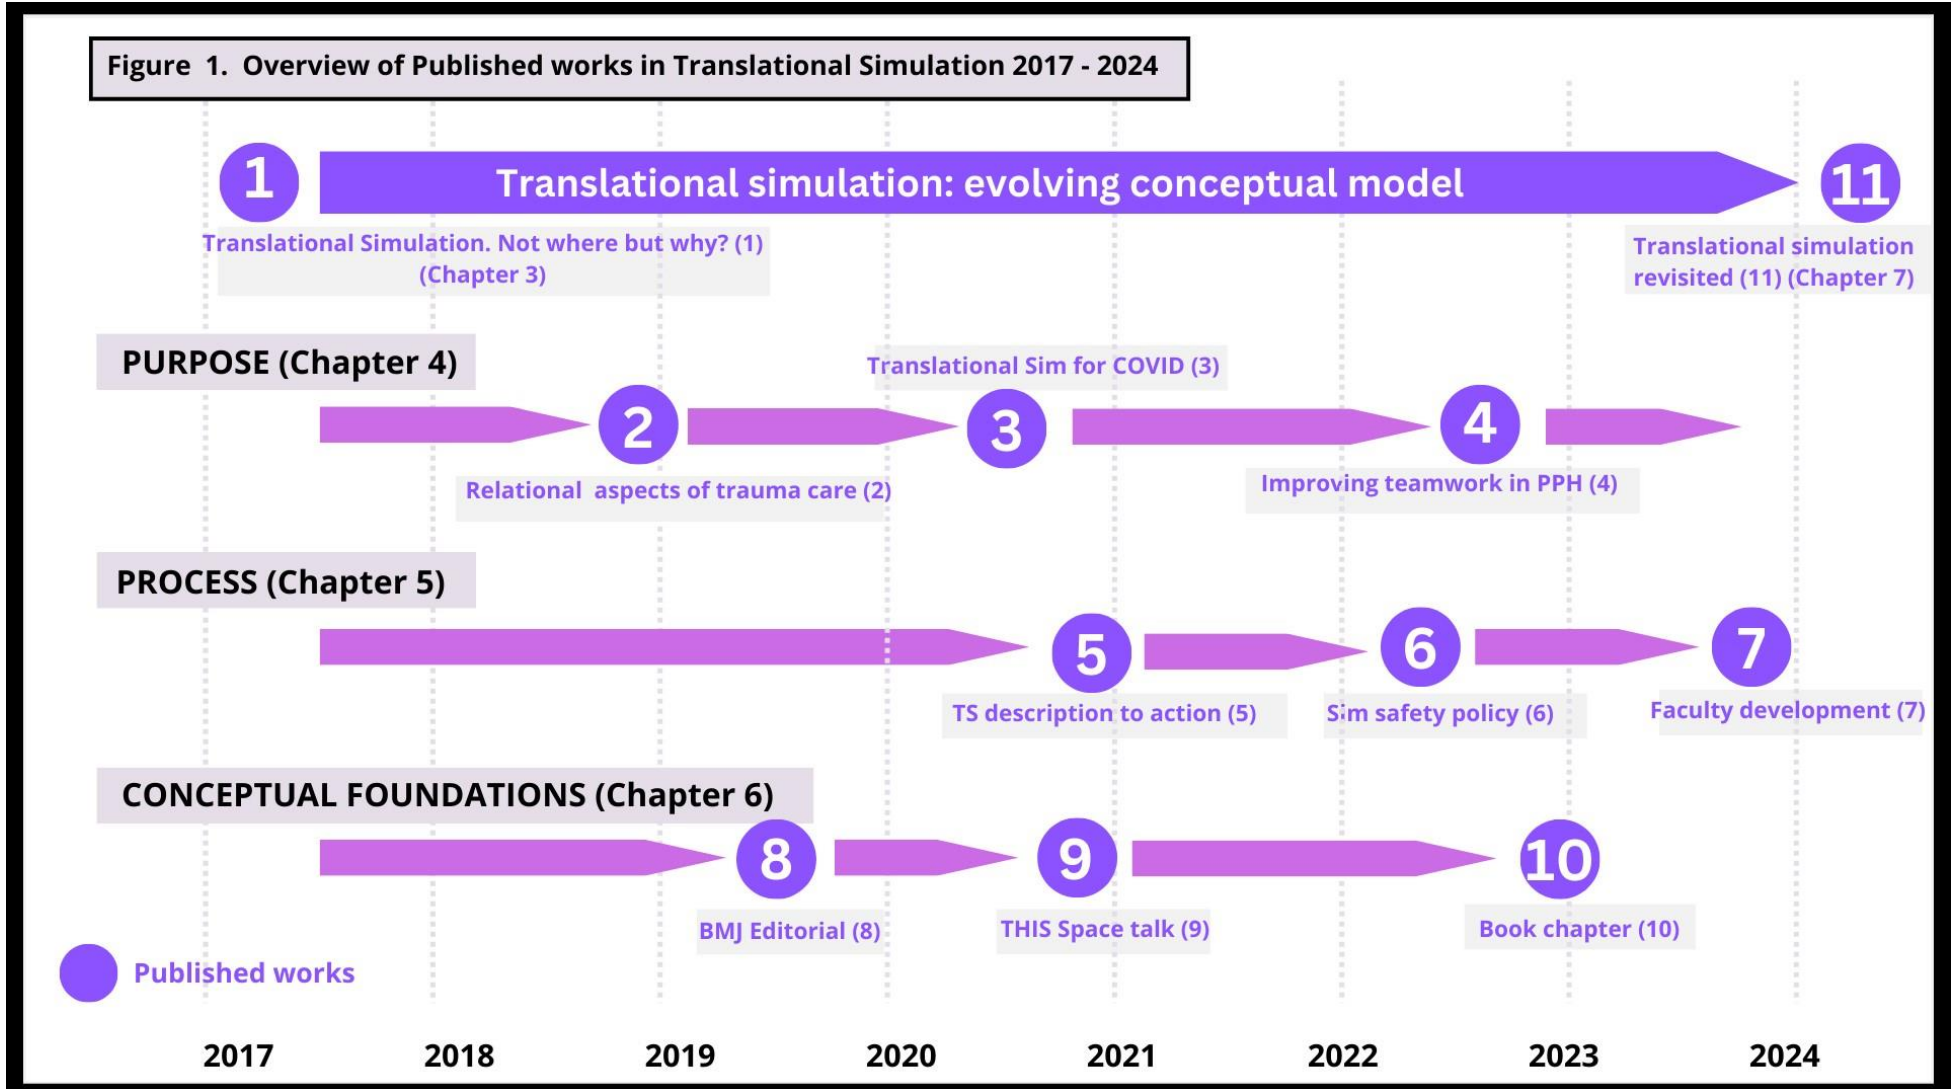 Figure 1. Overview of Published works in Translational Simulation 2017 - 2024
1
Translational simulation: evolving conceptual model
11
Translational Simulation. Not where but why? (1)
(Chapter 3)
Translational simulation
revisited (11) (Chapter 7)
PURPOSE (Chapter 4)
Translational Sim for COVID (3)
2
3
4
Relational aspects of trauma care (2)
Improving teamwork in PPH (4)
PROCESS (Chapter 5)
5
6
7
TS description to action (5)
Sim safety policy (6)
Faculty development (7)
CONCEPTUAL FOUNDATIONS (Chapter 6)
8
9
10
BMJ Editorial (8)
THIS Space talk (9)
Book chapter (10)
Published works
2017
2018
2019
2020
2021
2022
2023
2024